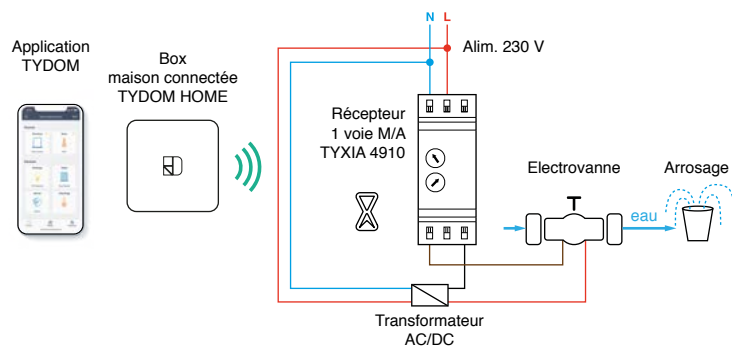 N L
Alim. 230 V
Application
TYDOM
Box
maison connectée
TYDOM HOME
Récepteur
1 voie M/A
TYXIA 4910
Electrovanne
Arrosage
eau
Transformateur
AC/DC